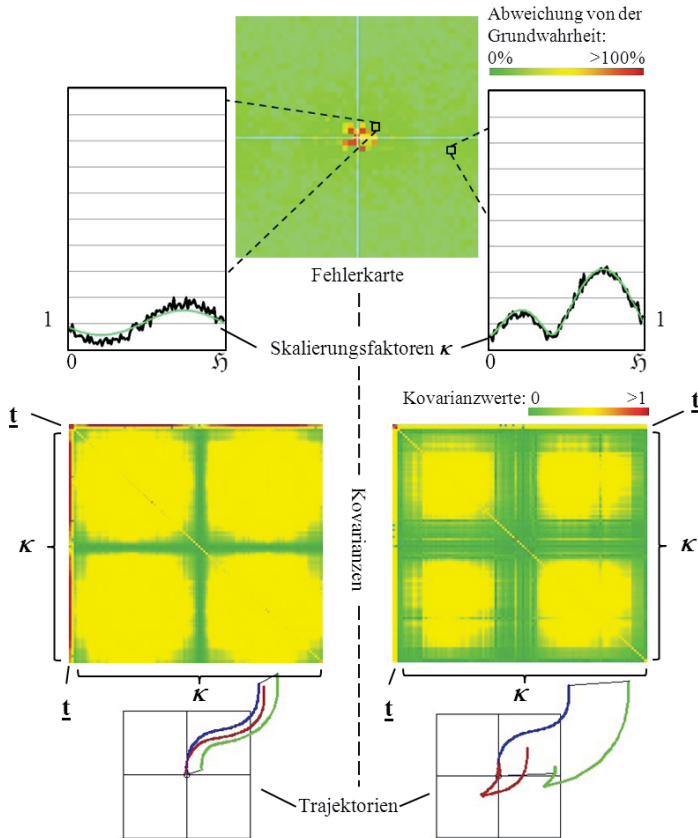 Abweichung von der
Grundwahrheit:
0% >100%
Fehlerkarte
1
1
0 ℌ
Skalierungsfaktoren κ
0 ℌ
Kovarianzwerte: 0 >1
t
t
κ
Kovarianzen
κ
t
κ
t
κ
Trajektorien